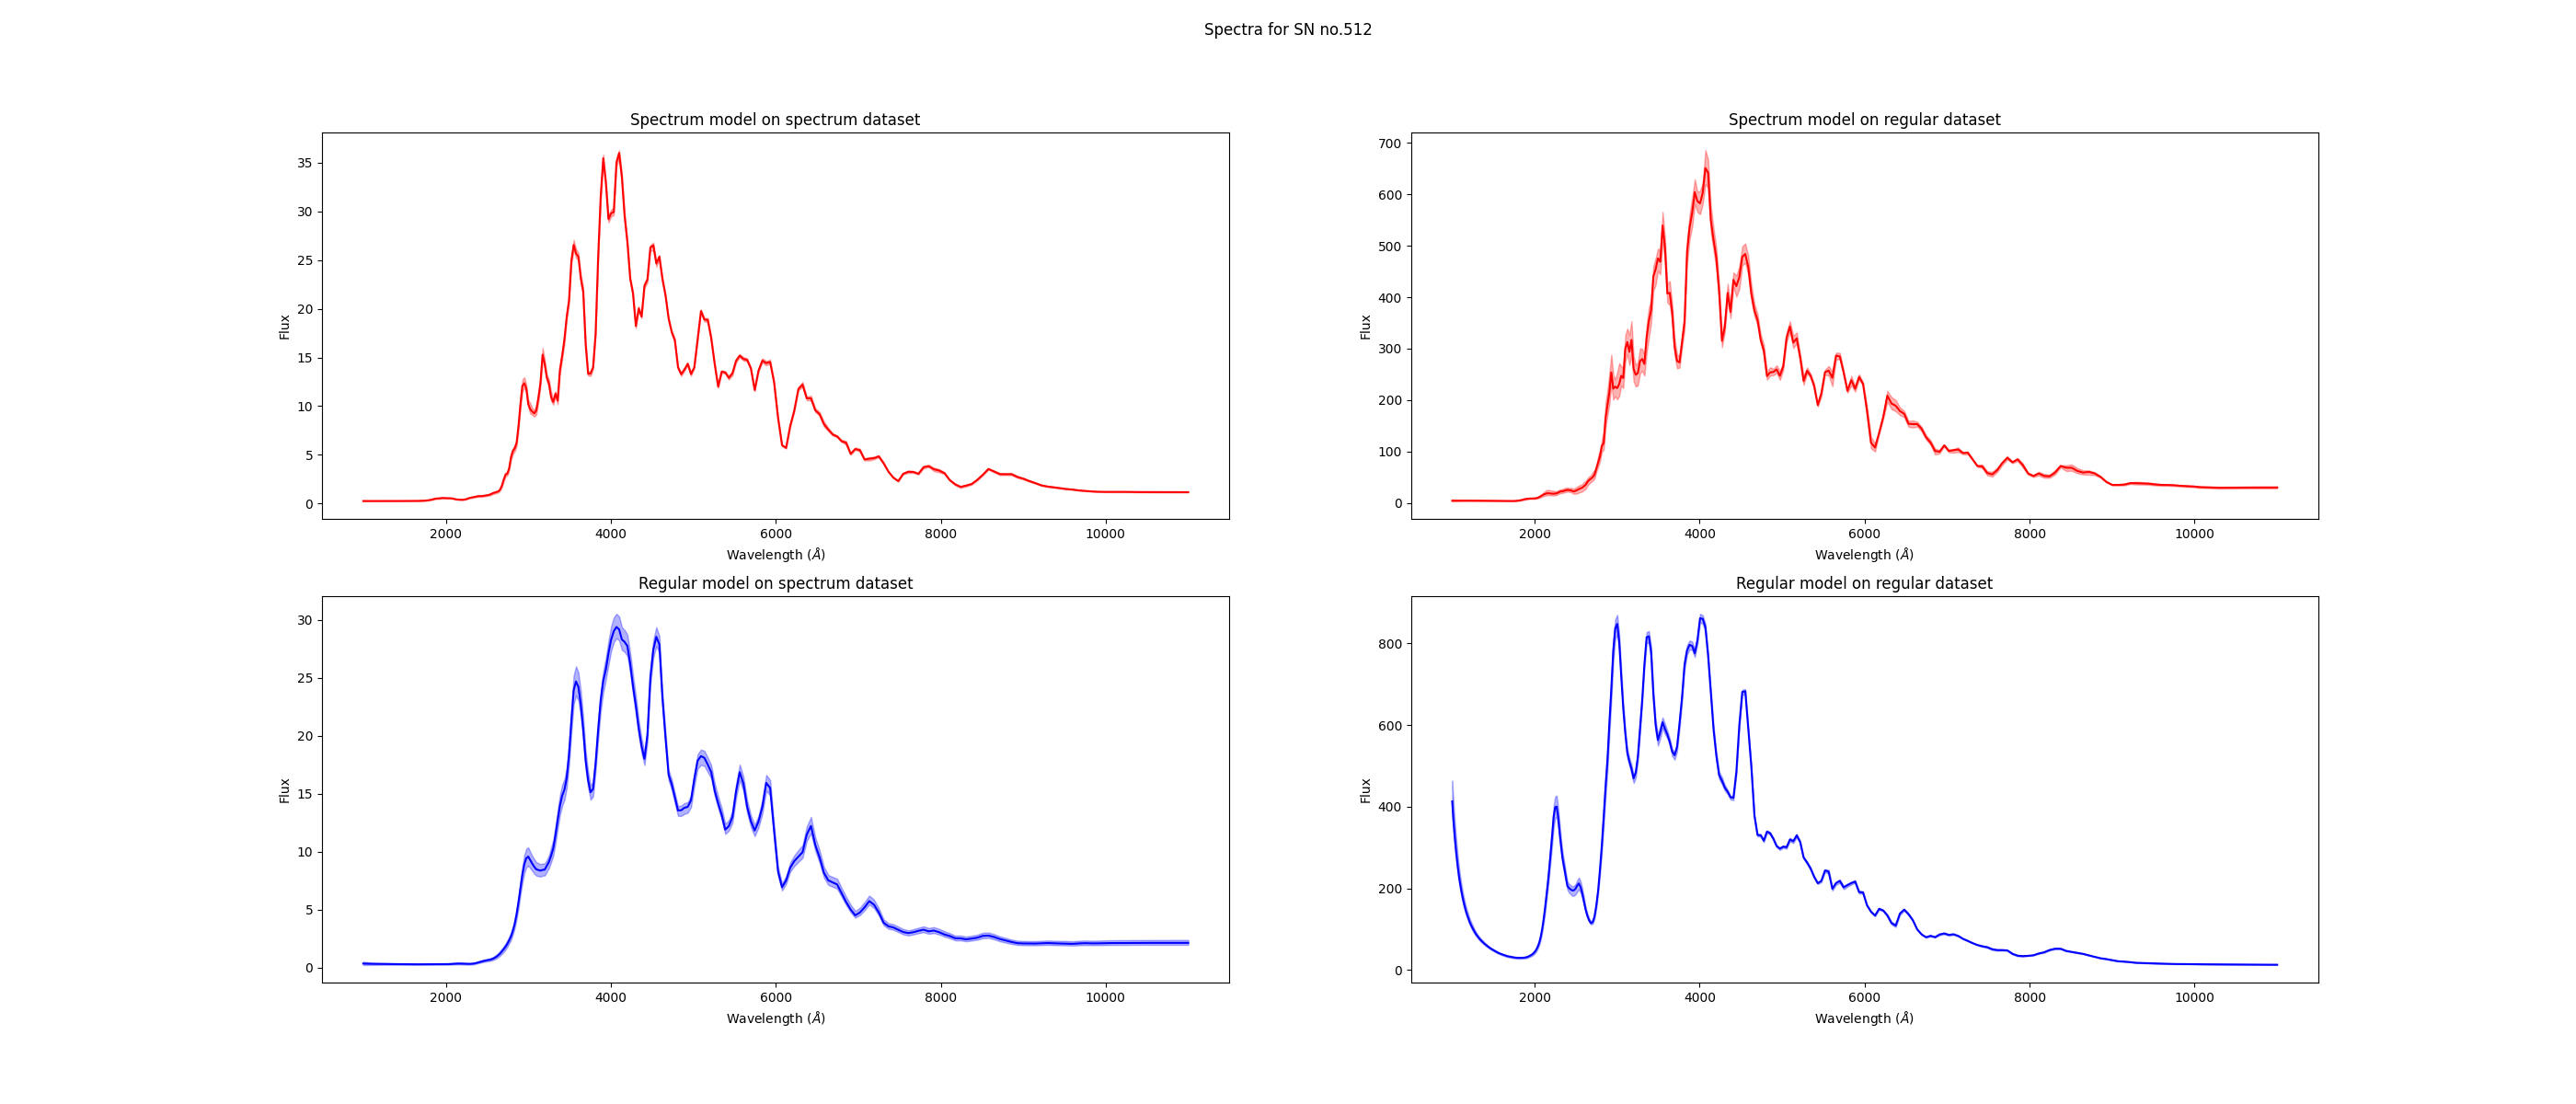 Spectra for SN no.512
Spectrum model on spectrum dataset
35
30
25
20
15
10
5
0
Flux
2000 4000 6000 8000 10000
Wavelength (Å)
Spectrum model on regular dataset
700
600
500
400
300
200
100
0
Flux
2000 4000 6000 8000 10000
Wavelength (Å)
Regular model on spectrum dataset
30
25
20
15
10
5
0
Flux
2000 4000 6000 8000 10000
Wavelength (Å)
Regular model on regular dataset
800
600
400
200
0
Flux
2000 4000 6000 8000 10000
Wavelength (Å)